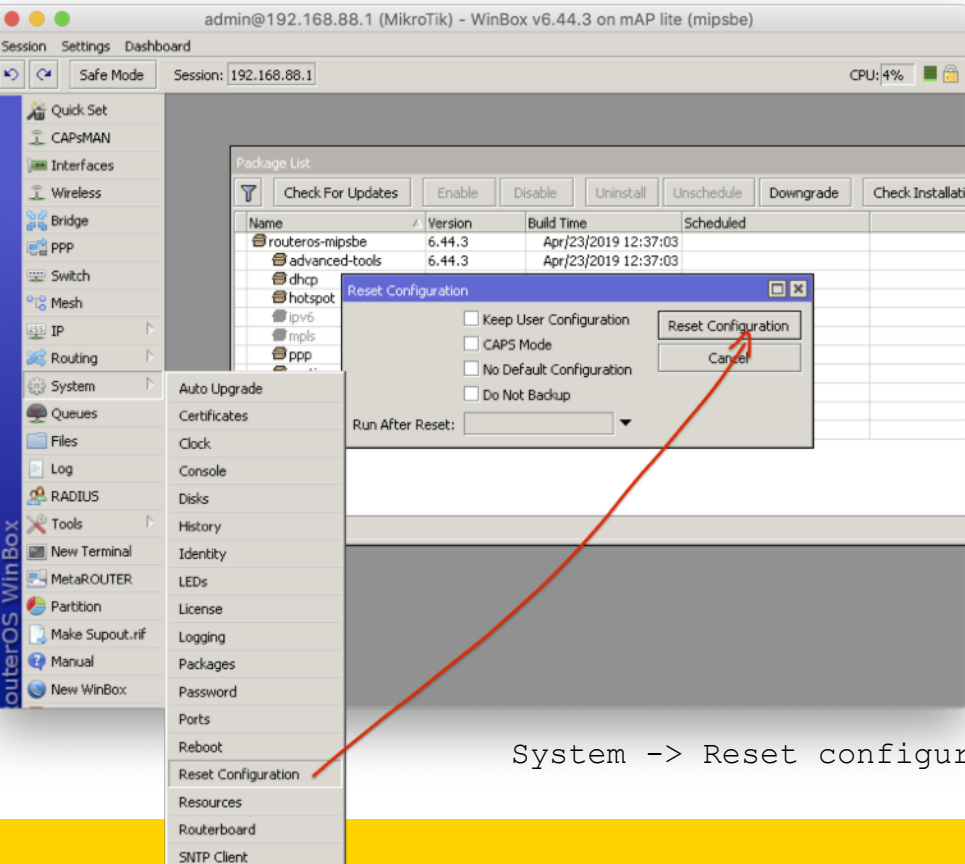 admin@192.168.88.1 (MikroTik) - WinBox v6.44.3 on mAP lite (mipsbe)
Session Settings Dashboard
Safe Mode Session: 192.168.88.1 CPU: 4%
Quick Set
CAPsMAN
Interfaces
Wireless
Bridge
PPP
Switch
Mesh
IP
Routing
System
Queues
Files
Log
RADIUS
Tools
New Terminal
MetaROUTER
Partition
Make Supout.rif
Manual
New WinBox
outerOS WinBox
Package List
Check For Updates Enable Disable Uninstall Unschedule Downgrade Check Installati
Name Version Build Time Scheduled
routeros-mipsbe 6.44.3 Apr/23/2019 12:37:03
advanced-tools 6.44.3 Apr/23/2019 12:37:03
dhcp
hotspot
ipv6
mpls
ppp
Reset Configuration
Keep User Configuration
CAPS Mode
No Default Configuration
Do Not Backup
Run After Reset:
Reset Configuration
Cancel
Auto Upgrade
Certificates
Clock
Console
Disks
History
Identity
LEDs
License
Logging
Packages
Password
Ports
Reboot
Reset Configuration
Resources
Routerboard
SNTP Client
System -> Reset configur